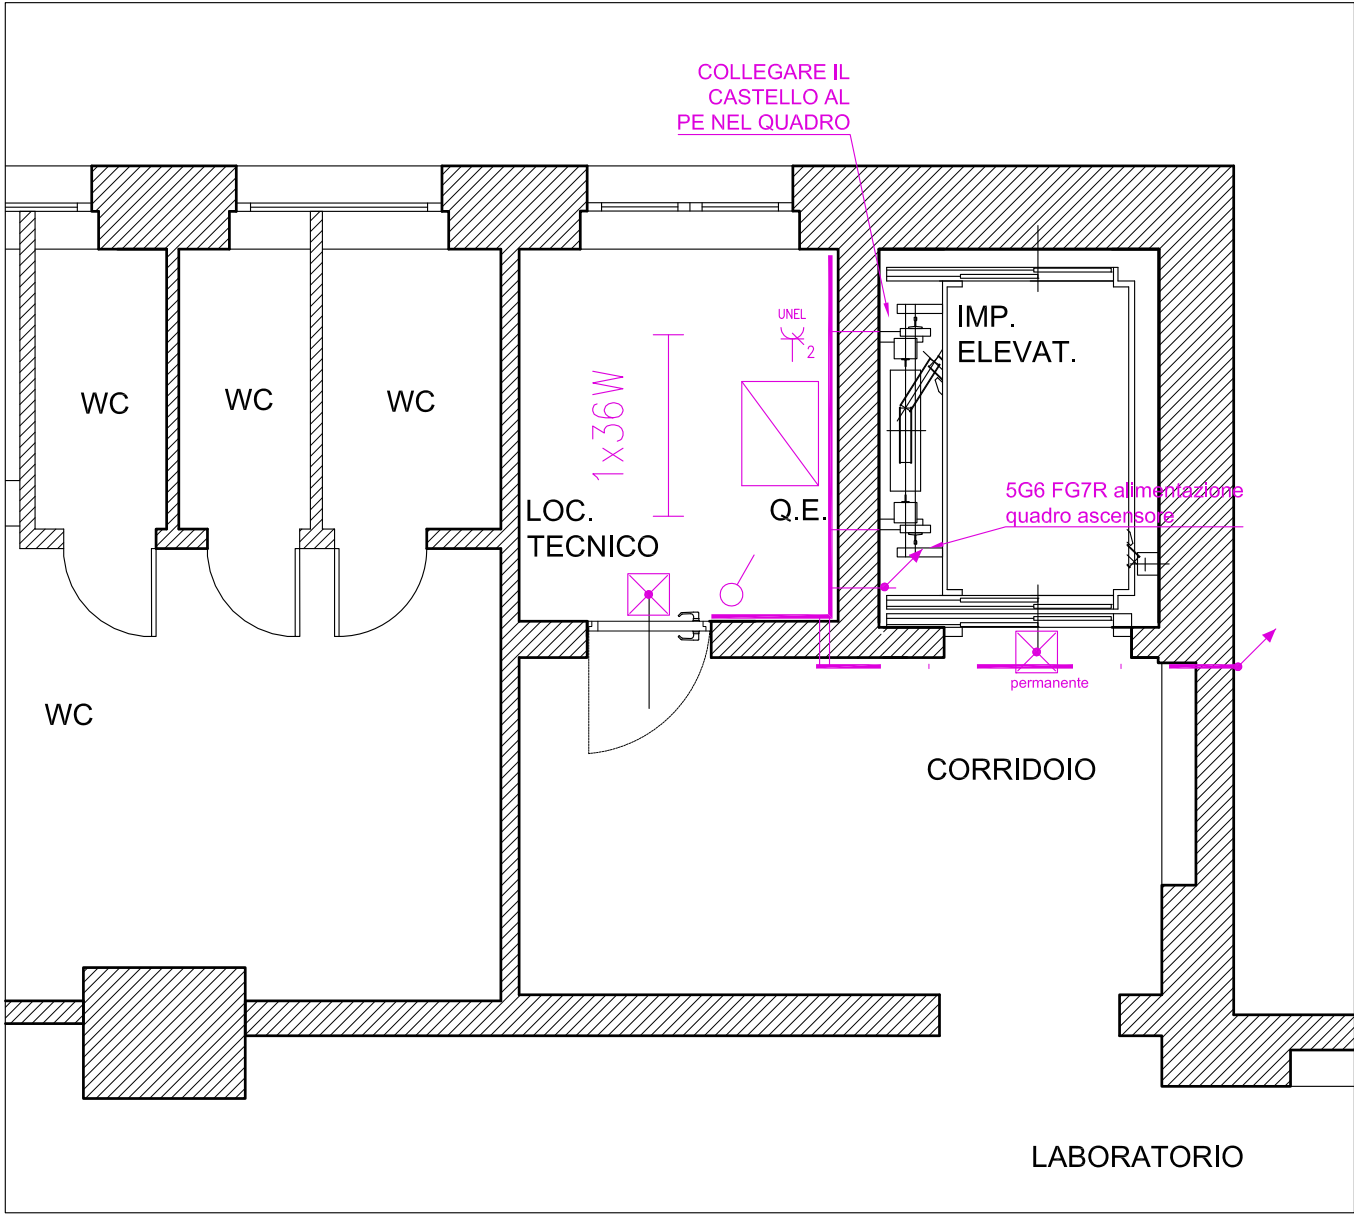 COLLEGARE IL
CASTELLO AL
PE NEL QUADRO
UNEL
2
IMP.
ELEVAT.
1x36W
WC
WC
WC
5G6 FG7R alimentazione
quadro ascensore
LOC.
TECNICO
Q.E.
permanente
WC
CORRIDOIO
LABORATORIO